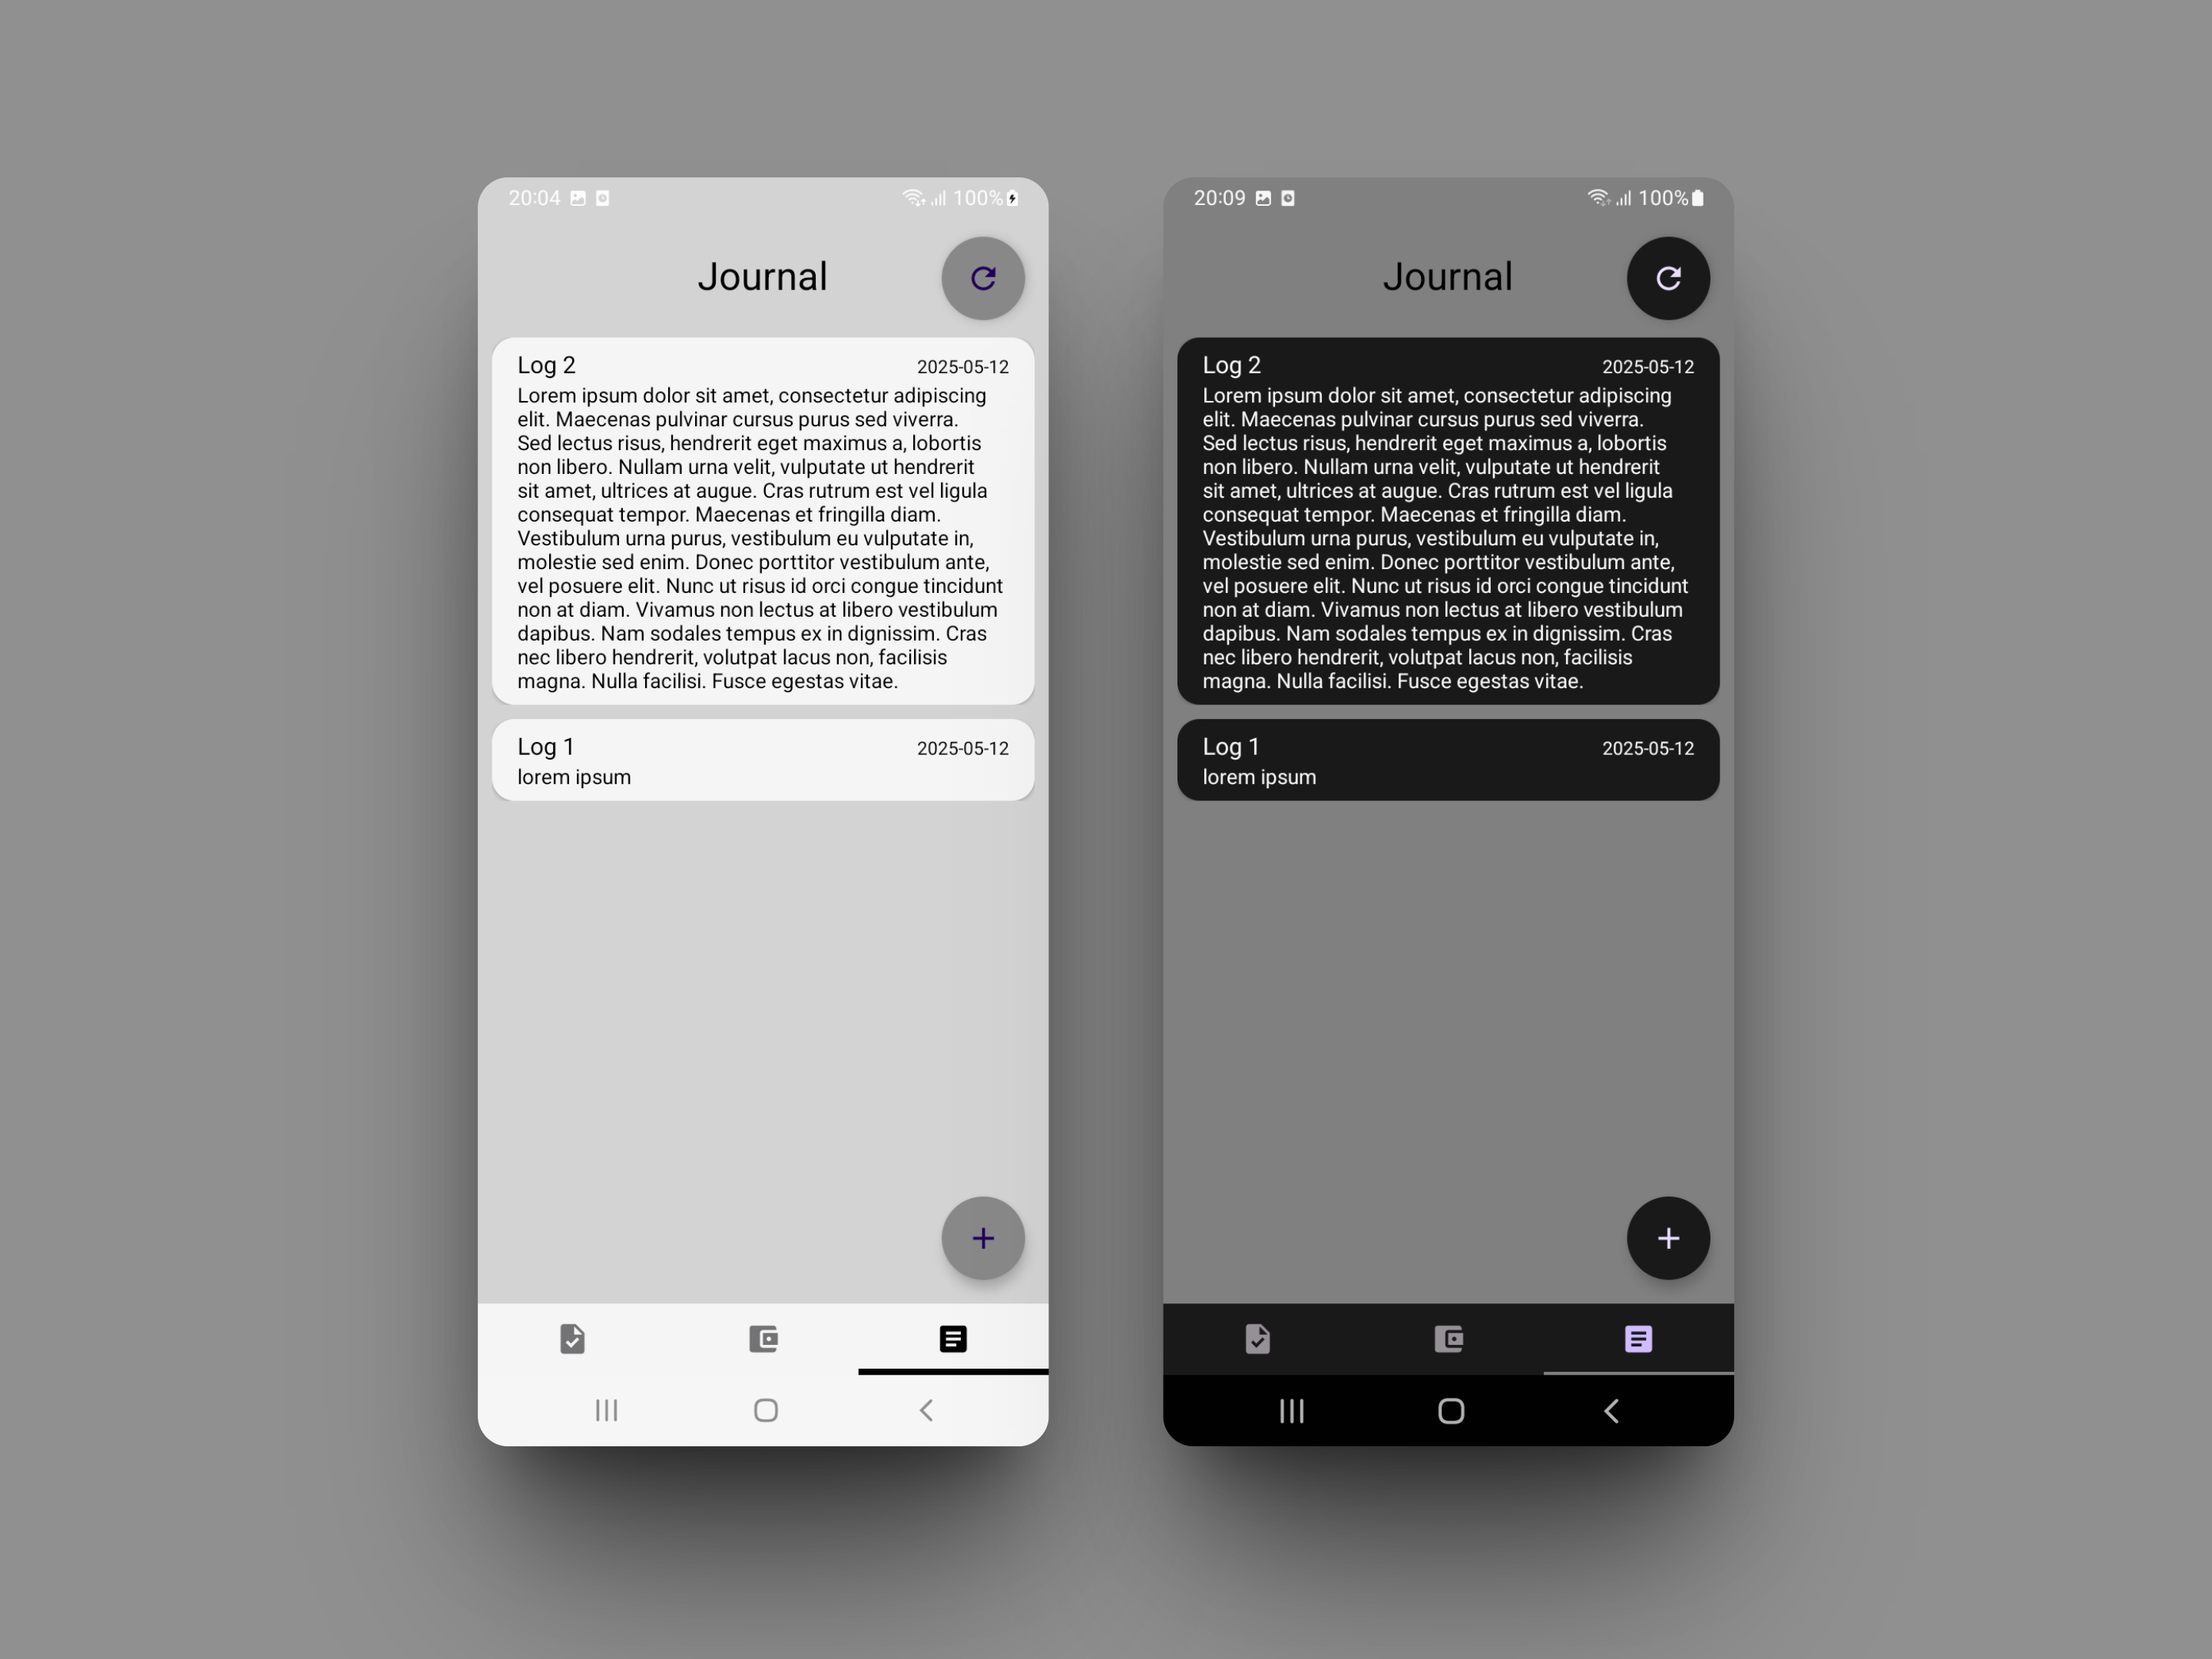 20:04 100%
Journal
Log 2 2025-05-12
Lorem ipsum dolor sit amet, consectetur adipiscing
elit. Maecenas pulvinar cursus purus sed viverra.
Sed lectus risus, hendrerit eget maximus a, lobortis
non libero. Nullam urna velit, vulputate ut hendrerit
sit amet, ultrices at augue. Cras rutrum est vel ligula
consequat tempor. Maecenas et fringilla diam.
Vestibulum urna purus, vestibulum eu vulputate in,
molestie sed enim. Donec porttitor vestibulum ante,
vel posuere elit. Nunc ut risus id orci congue tincidunt
non at diam. Vivamus non lectus at libero vestibulum
dapibus. Nam sodales tempus ex in dignissim. Cras
nec libero hendrerit, volutpat lacus non, facilisis
magna. Nulla facilisi. Fusce egestas vitae.
Log 1 2025-05-12
lorem ipsum
20:09 100%
Journal
Log 2 2025-05-12
Lorem ipsum dolor sit amet, consectetur adipiscing
elit. Maecenas pulvinar cursus purus sed viverra.
Sed lectus risus, hendrerit eget maximus a, lobortis
non libero. Nullam urna velit, vulputate ut hendrerit
sit amet, ultrices at augue. Cras rutrum est vel ligula
consequat tempor. Maecenas et fringilla diam.
Vestibulum urna purus, vestibulum eu vulputate in,
molestie sed enim. Donec porttitor vestibulum ante,
vel posuere elit. Nunc ut risus id orci congue tincidunt
non at diam. Vivamus non lectus at libero vestibulum
dapibus. Nam sodales tempus ex in dignissim. Cras
nec libero hendrerit, volutpat lacus non, facilisis
magna. Nulla facilisi. Fusce egestas vitae.
Log 1 2025-05-12
lorem ipsum